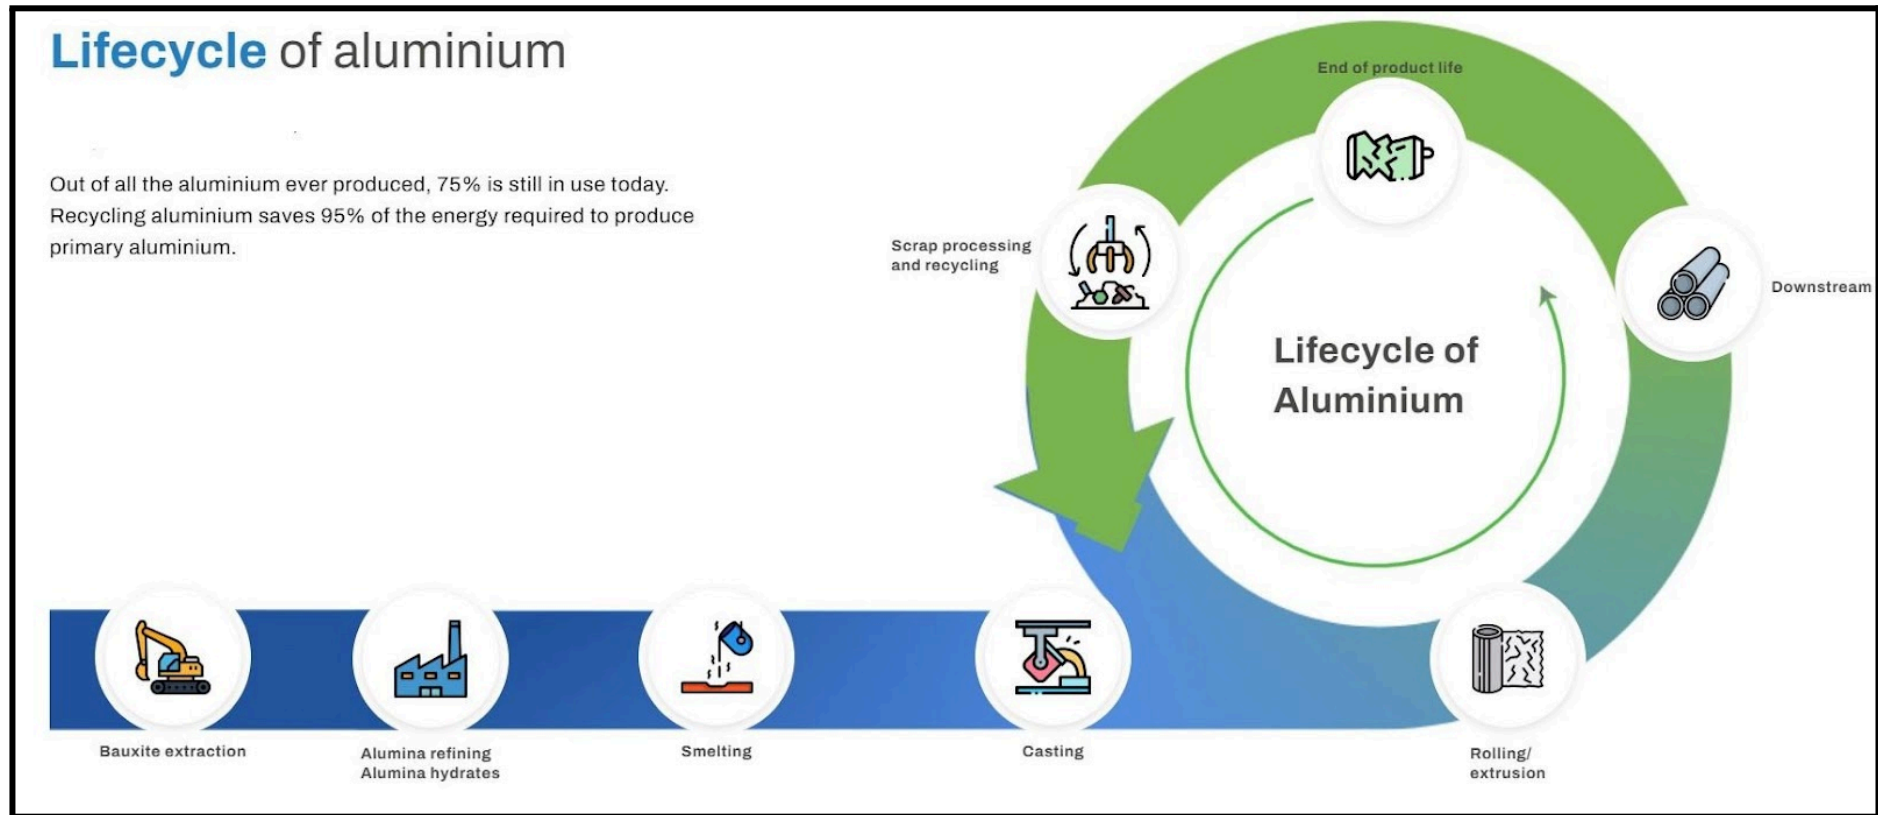 Lifecycle of aluminium
Out of all the aluminium ever produced, 75% is still in use today.
Recycling aluminium saves 95% of the energy required to produce
primary aluminium.
End of product life
Scrap processing
and recycling
Downstream
Lifecycle of
Aluminium
Bauxite extraction
Alumina refining
Alumina hydrates
Smelting
Casting
Rolling/
extrusion